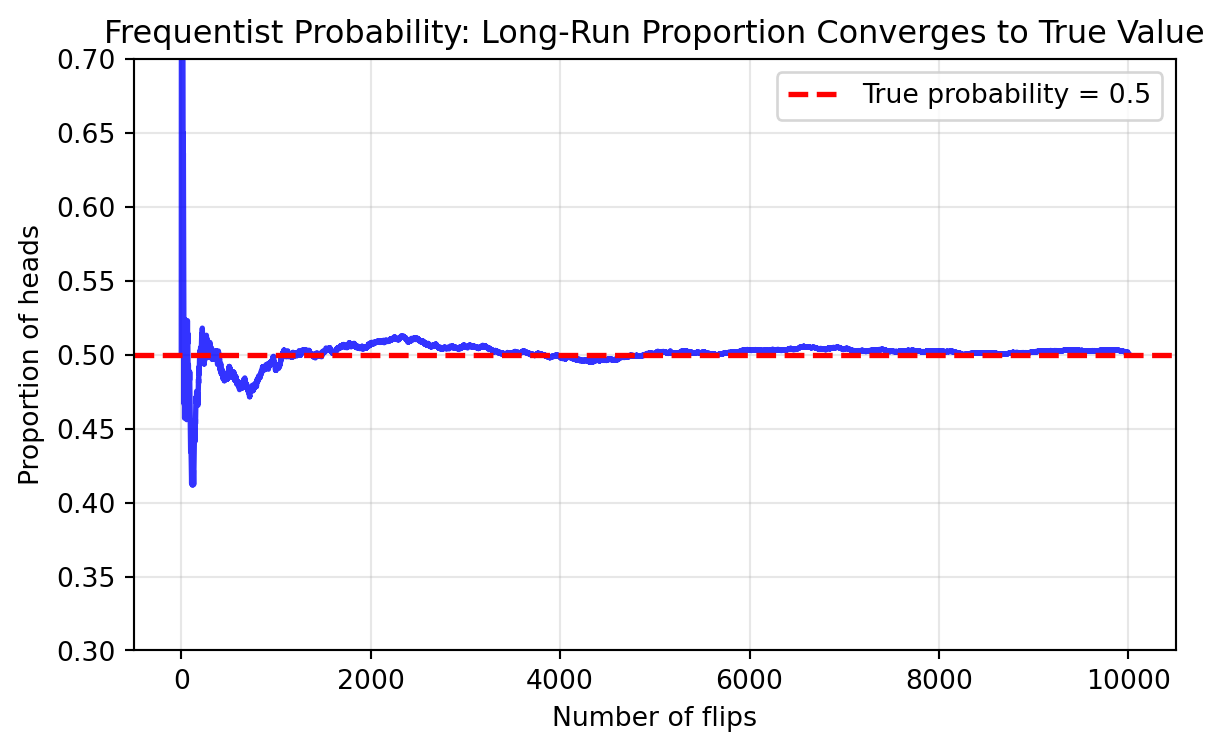 Frequentist Probability: Long-Run Proportion Converges to True Value
True probability = 0.5
Proportion of heads
0.70
0.65
0.60
0.55
0.50
0.45
0.40
0.35
0.30
0 2000 4000 6000 8000 10000
Number of flips